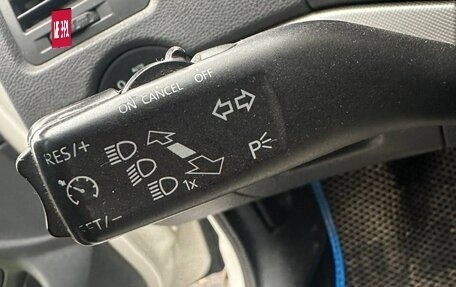 ON CANCEL OFF
RES/+
1x
P
SET/-